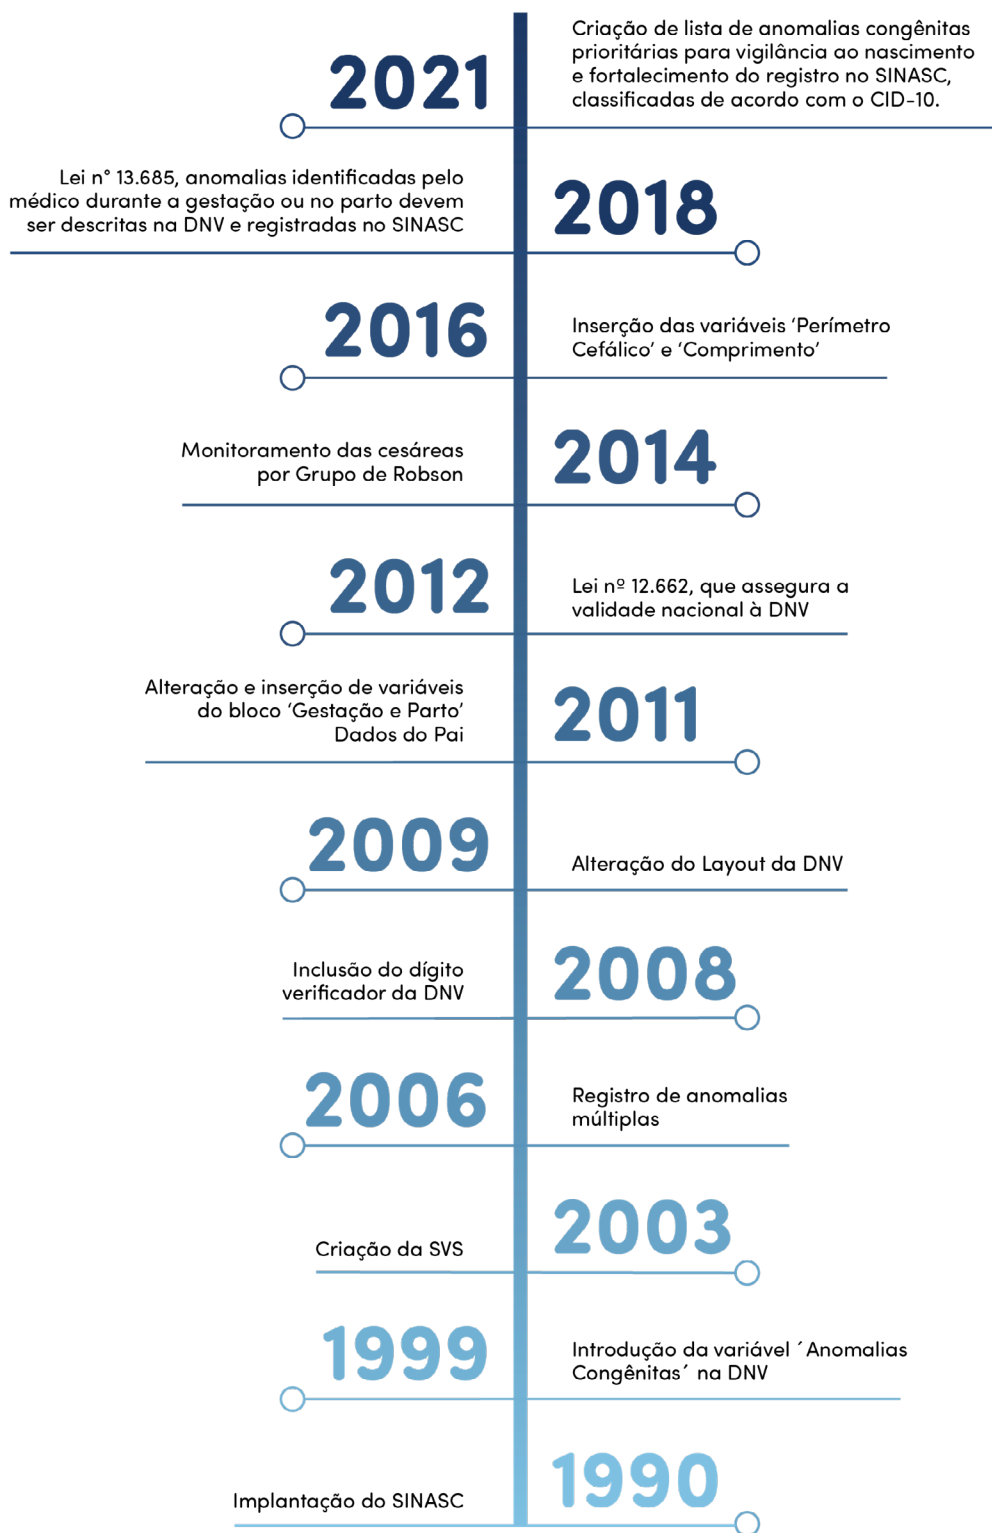 2021
Criação de lista de anomalias congênitas
prioritárias para vigilância ao nascimento
e fortalecimento do registro no SINASC,
classificadas de acordo com o CID-10.
Lei n° 13.685, anomalias identificadas pelo
médico durante a gestação ou no parto devem
ser descritas na DNV e registradas no SINASC
2018
2016
Inserção das variáveis ‘Perímetro
Cefálico’ e ‘Comprimento’
Monitoramento das cesáreas
por Grupo de Robson
2014
2012
Lei nº 12.662, que assegura a
validade nacional à DNV
Alteração e inserção de variáveis
do bloco ‘Gestação e Parto’
Dados do Pai
2011
2009
Alteração do Layout da DNV
Inclusão do dígito
verificador da DNV
2008
2006
Registro de anomalias
múltiplas
Criação da SVS
2003
1999
Introdução da variável ´Anomalias
Congênitas´ na DNV
Implantação do SINASC
1990